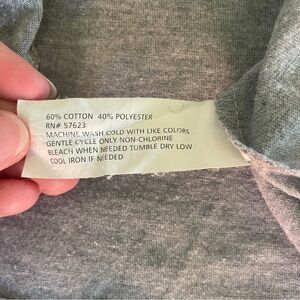 60% COTTON 40% POLYESTER
RN# 57623
MACHINE WASH COLD WITH LIKE COLORS
GENTLE CYCLE ONLY NON-CHLORINE
BLEACH WHEN NEEDED TUMBLE DRY LOW
COOL IRON IF NEEDED